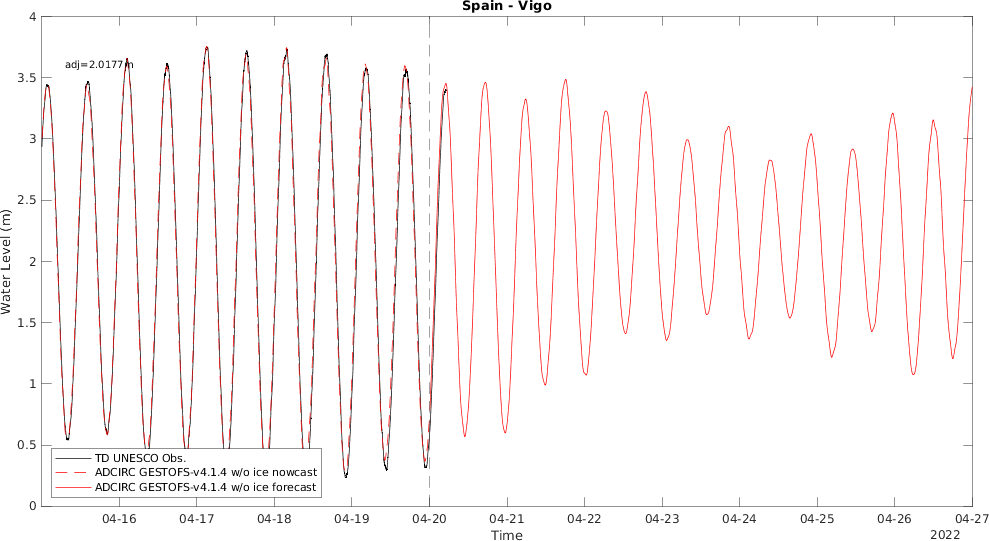 Spain - Vigo
4
3.5
3
2.5
2
1.5
1
0.5
0
Water Level (m)
adj=2.0177m
TD UNESCO Obs.
ADCIRC GESTOFS-v4.1.4 w/o ice nowcast
ADCIRC GESTOFS-v4.1.4 w/o ice forecast
04-16 04-17 04-18 04-19 04-20 04-21 04-22 04-23 04-24 04-25 04-26 04-27
Time
2022